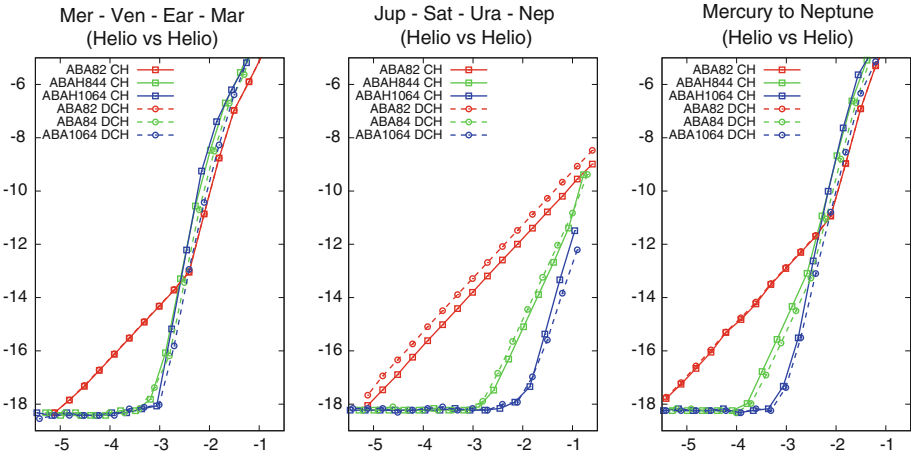 Mer - Ven - Ear - Mar
(Helio vs Helio)
ABA82 CH
ABAH844 CH
ABAH1064 CH
ABA82 DCH
ABA84 DCH
ABA1064 DCH
-6
-8
-10
-12
-14
-16
-18
-5 -4 -3 -2 -1
Jup - Sat - Ura - Nep
(Helio vs Helio)
ABA82 CH
ABAH844 CH
ABAH1064 CH
ABA82 DCH
ABA84 DCH
ABA1064 DCH
-6
-8
-10
-12
-14
-16
-18
-5 -4 -3 -2 -1
Mercury to Neptune
(Helio vs Helio)
ABA82 CH
ABAH844 CH
ABAH1064 CH
ABA82 DCH
ABA84 DCH
ABA1064 DCH
-6
-8
-10
-12
-14
-16
-18
-5 -4 -3 -2 -1